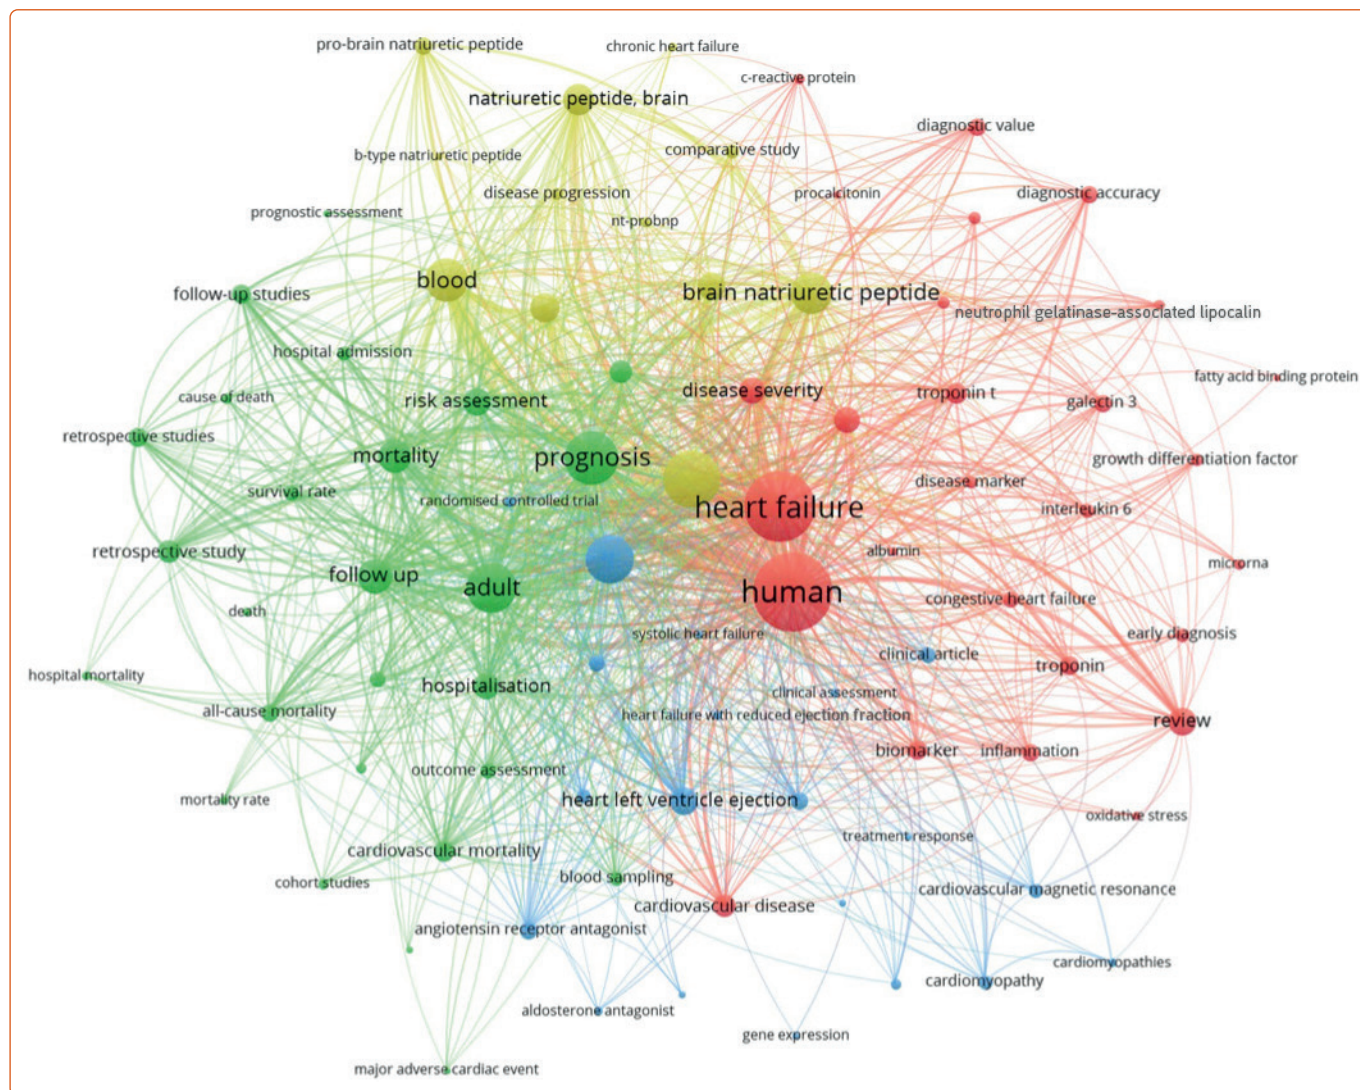 pro-brain natriuretic peptide
chronic heart failure
c-reactive protein
natriuretic peptide, brain
diagnostic value
comparative study
b-type natriuretic peptide
disease progression
procalcitonin
diagnostic accuracy
prognostic assessment
nt-probnp
blood
brain natriuretic peptide
follow-up studies
neutrophil gelatinase-associated lipocalin
hospital admission
fatty acid binding protein
disease severity
troponin t
cause of death
risk assessment
galectin 3
retrospective studies
mortality
prognosis
growth differentiation factor
survival rate
randomised controlled trial
heart failure
disease marker
interleukin 6
retrospective study
albumin
microrna
follow up
adult
human
congestive heart failure
death
systolic heart failure
early diagnosis
clinical article
troponin
hospital mortality
hospitalisation
clinical assessment
all-cause mortality
heart failure with reduced ejection fraction
review
biomarker
inflammation
outcome assessment
mortality rate
heart left ventricle ejection
oxidative stress
treatment response
cardiovascular mortality
cohort studies
blood sampling
cardiovascular magnetic resonance
cardiovascular disease
angiotensin receptor antagonist
cardiomyopathies
cardiomyopathy
aldosterone antagonist
gene expression
major adverse cardiac event